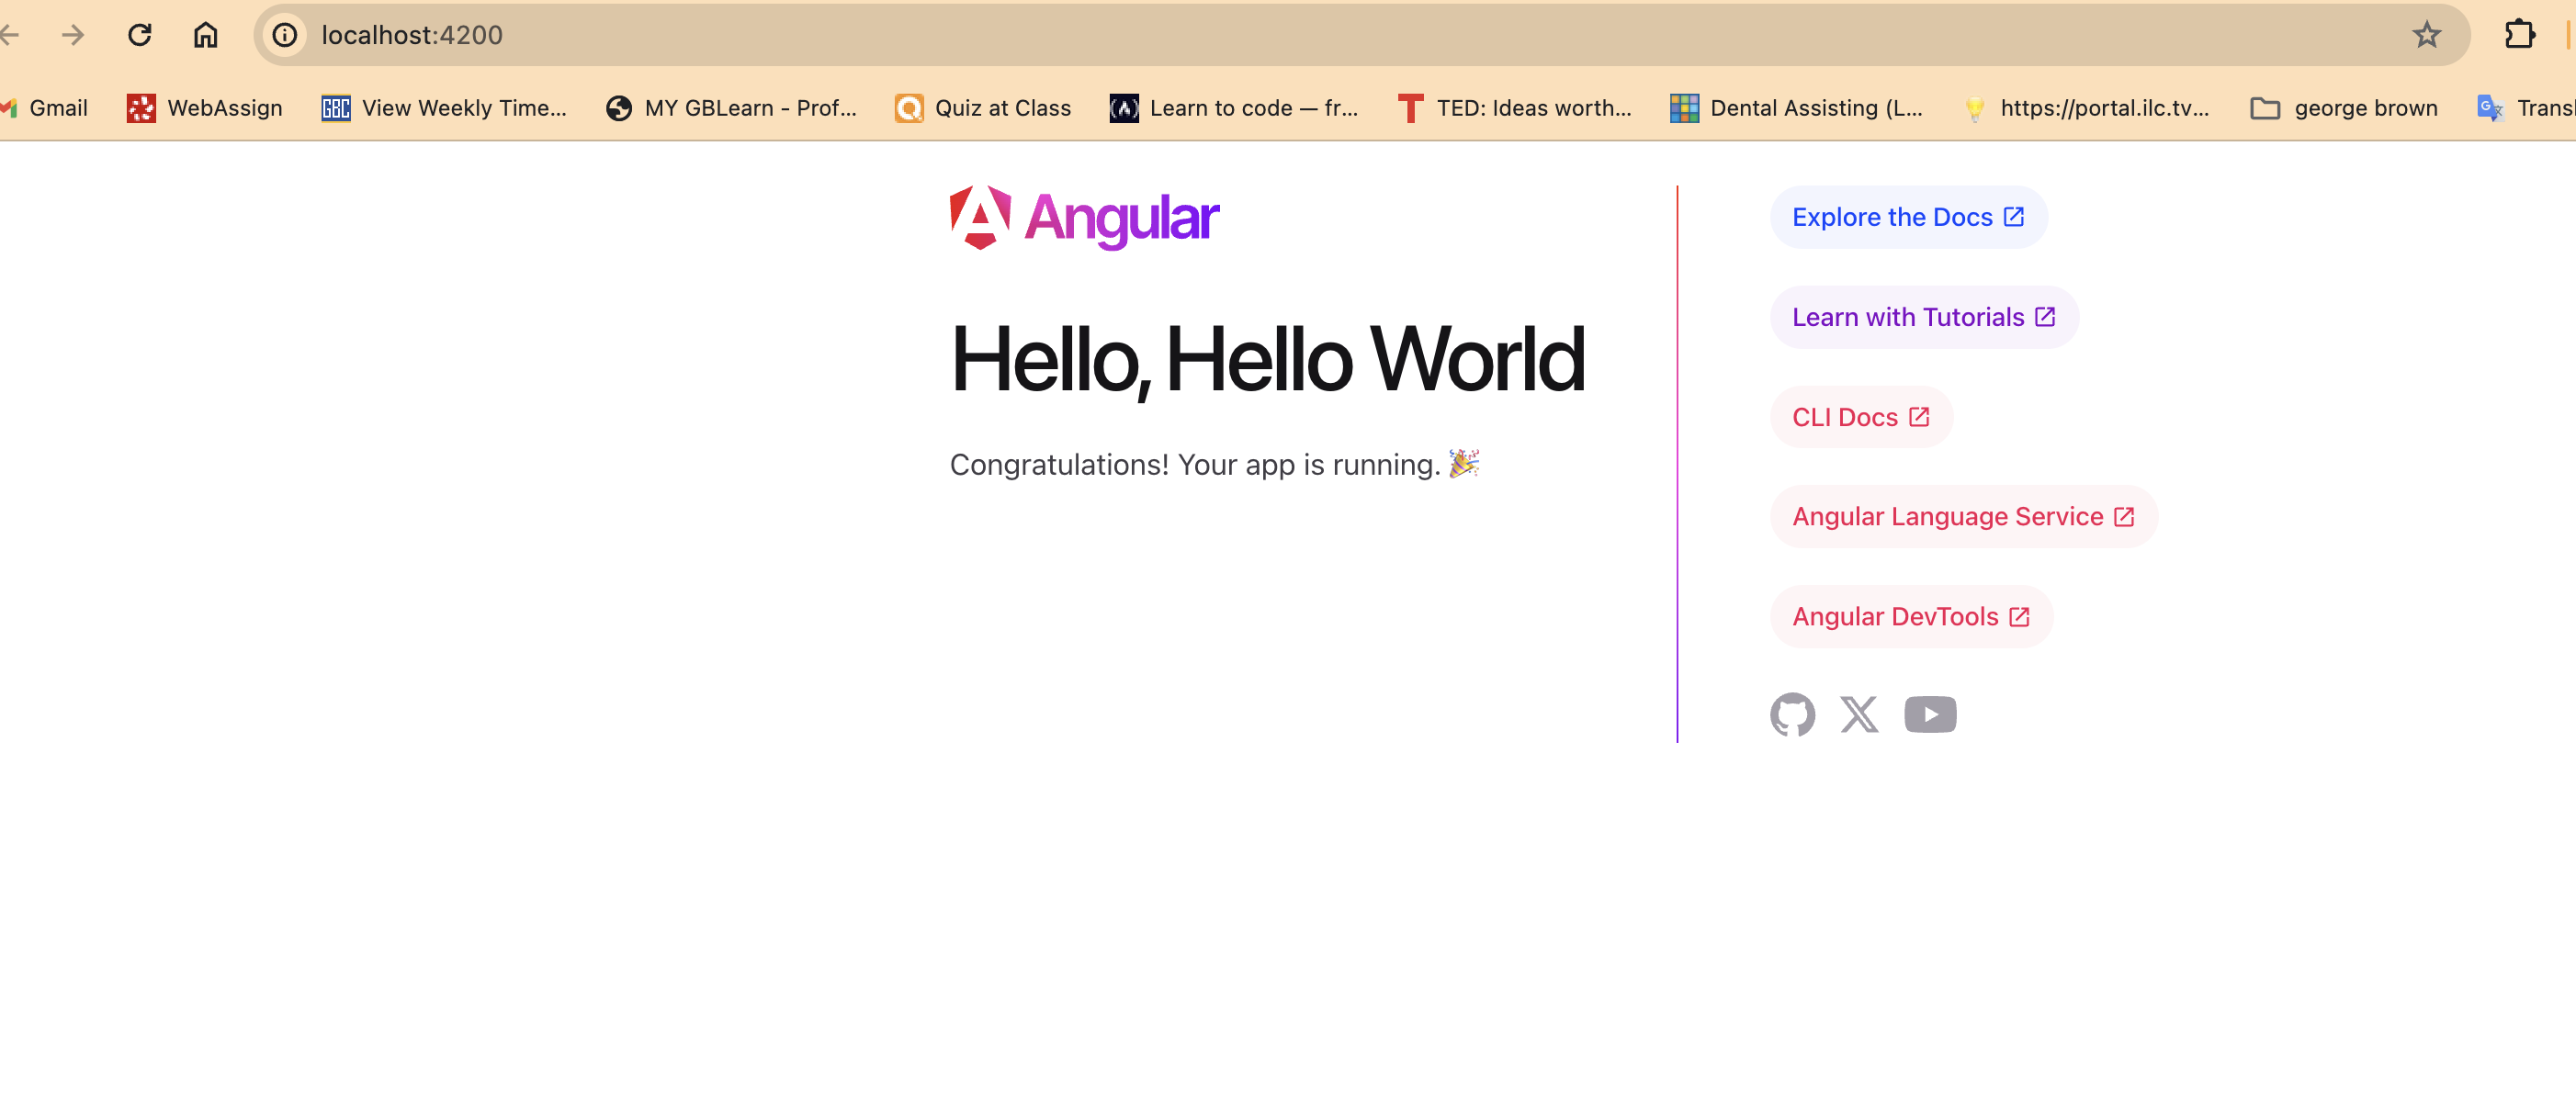 localhost:4200
Gmail WebAssign View Weekly Time... MY GBLearn - Prof... Quiz at Class Learn to code — fr... TED: Ideas worth... Dental Assisting (L... https://portal.ilc.tv... george brown Transl
Angular
Hello, Hello World
Congratulations! Your app is running. 🎉
Explore the Docs
Learn with Tutorials
CLI Docs
Angular Language Service
Angular DevTools